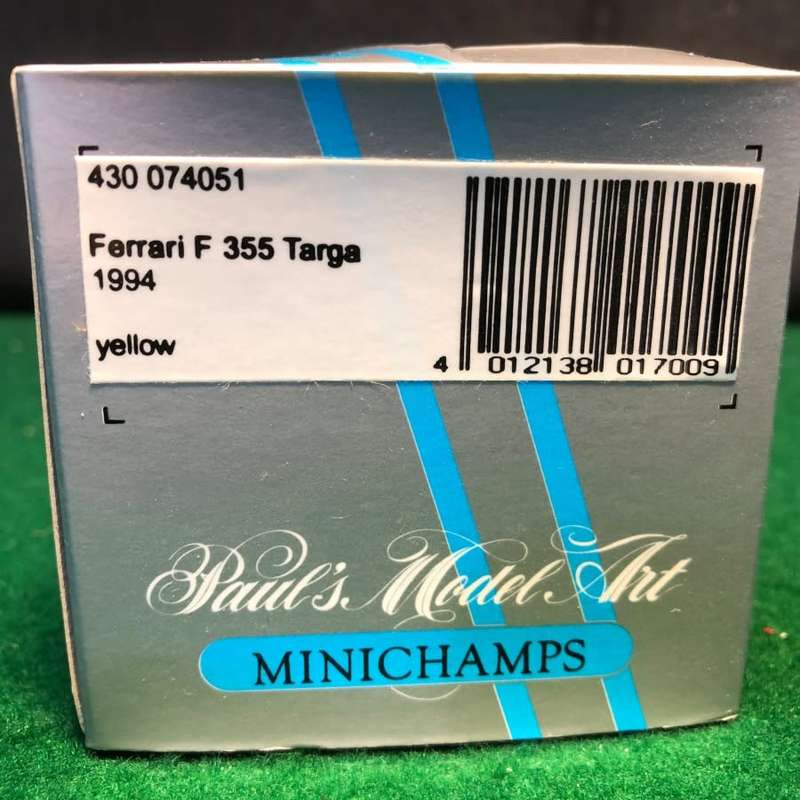 430 074051
Ferrari F 355 Targa
1994
yellow
4 012138 017009
Paul's Model Art
MINICHAMPS